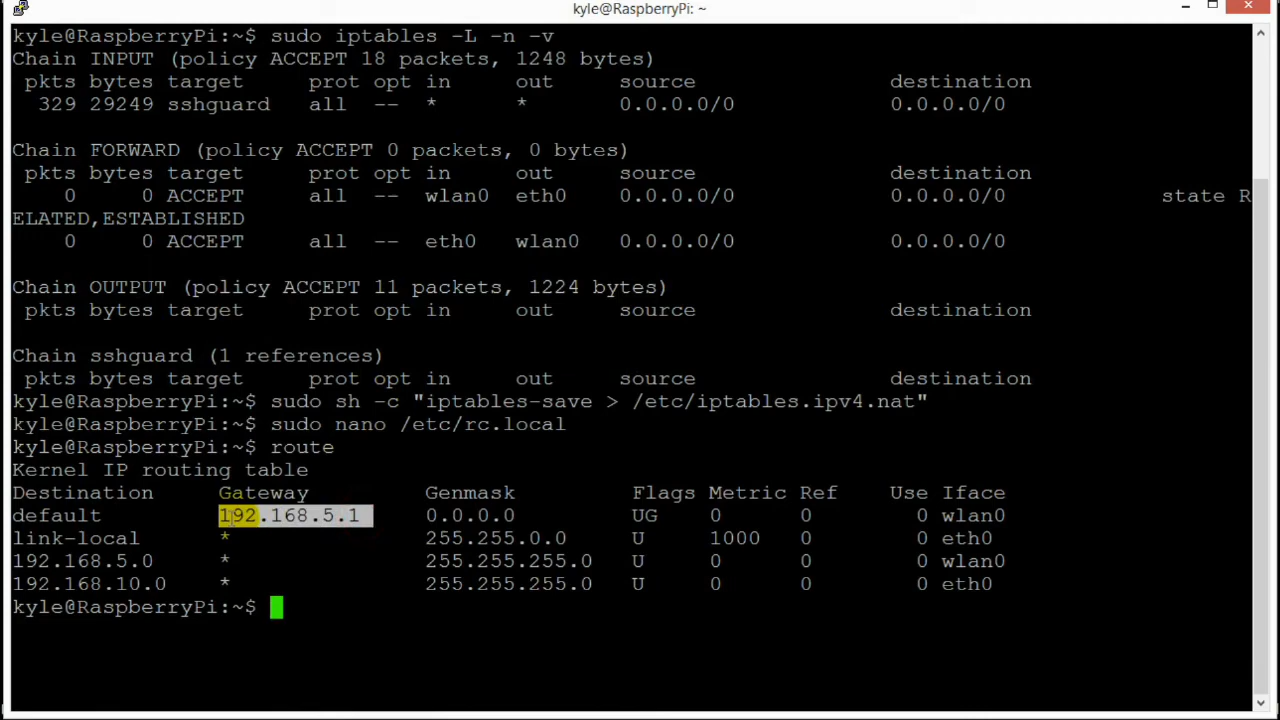 kyle@RaspberryPi: ~
kyle@RaspberryPi:~$ sudo iptables -L -n -v
Chain INPUT (policy ACCEPT 18 packets, 1248 bytes)
 pkts bytes target     prot opt in     out     source               destination
  329 29249 sshguard   all  --  *      *       0.0.0.0/0            0.0.0.0/0
Chain FORWARD (policy ACCEPT 0 packets, 0 bytes)
 pkts bytes target     prot opt in     out     source               destination
    0     0 ACCEPT     all  --  wlan0  eth0    0.0.0.0/0            0.0.0.0/0            state R
ELATED,ESTABLISHED
    0     0 ACCEPT     all  --  eth0   wlan0   0.0.0.0/0            0.0.0.0/0
Chain OUTPUT (policy ACCEPT 11 packets, 1224 bytes)
 pkts bytes target     prot opt in     out     source               destination
Chain sshguard (1 references)
 pkts bytes target     prot opt in     out     source               destination
kyle@RaspberryPi:~$ sudo sh -c "iptables-save > /etc/iptables.ipv4.nat"
kyle@RaspberryPi:~$ sudo nano /etc/rc.local
kyle@RaspberryPi:~$ route
Kernel IP routing table
Destination     Gateway         Genmask         Flags Metric Ref    Use Iface
default         192.168.5.1     0.0.0.0         UG    0      0        0 wlan0
link-local      *               255.255.0.0     U     1000   0        0 eth0
192.168.5.0     *               255.255.255.0   U     0      0        0 wlan0
192.168.10.0    *               255.255.255.0   U     0      0        0 eth0
kyle@RaspberryPi:~$